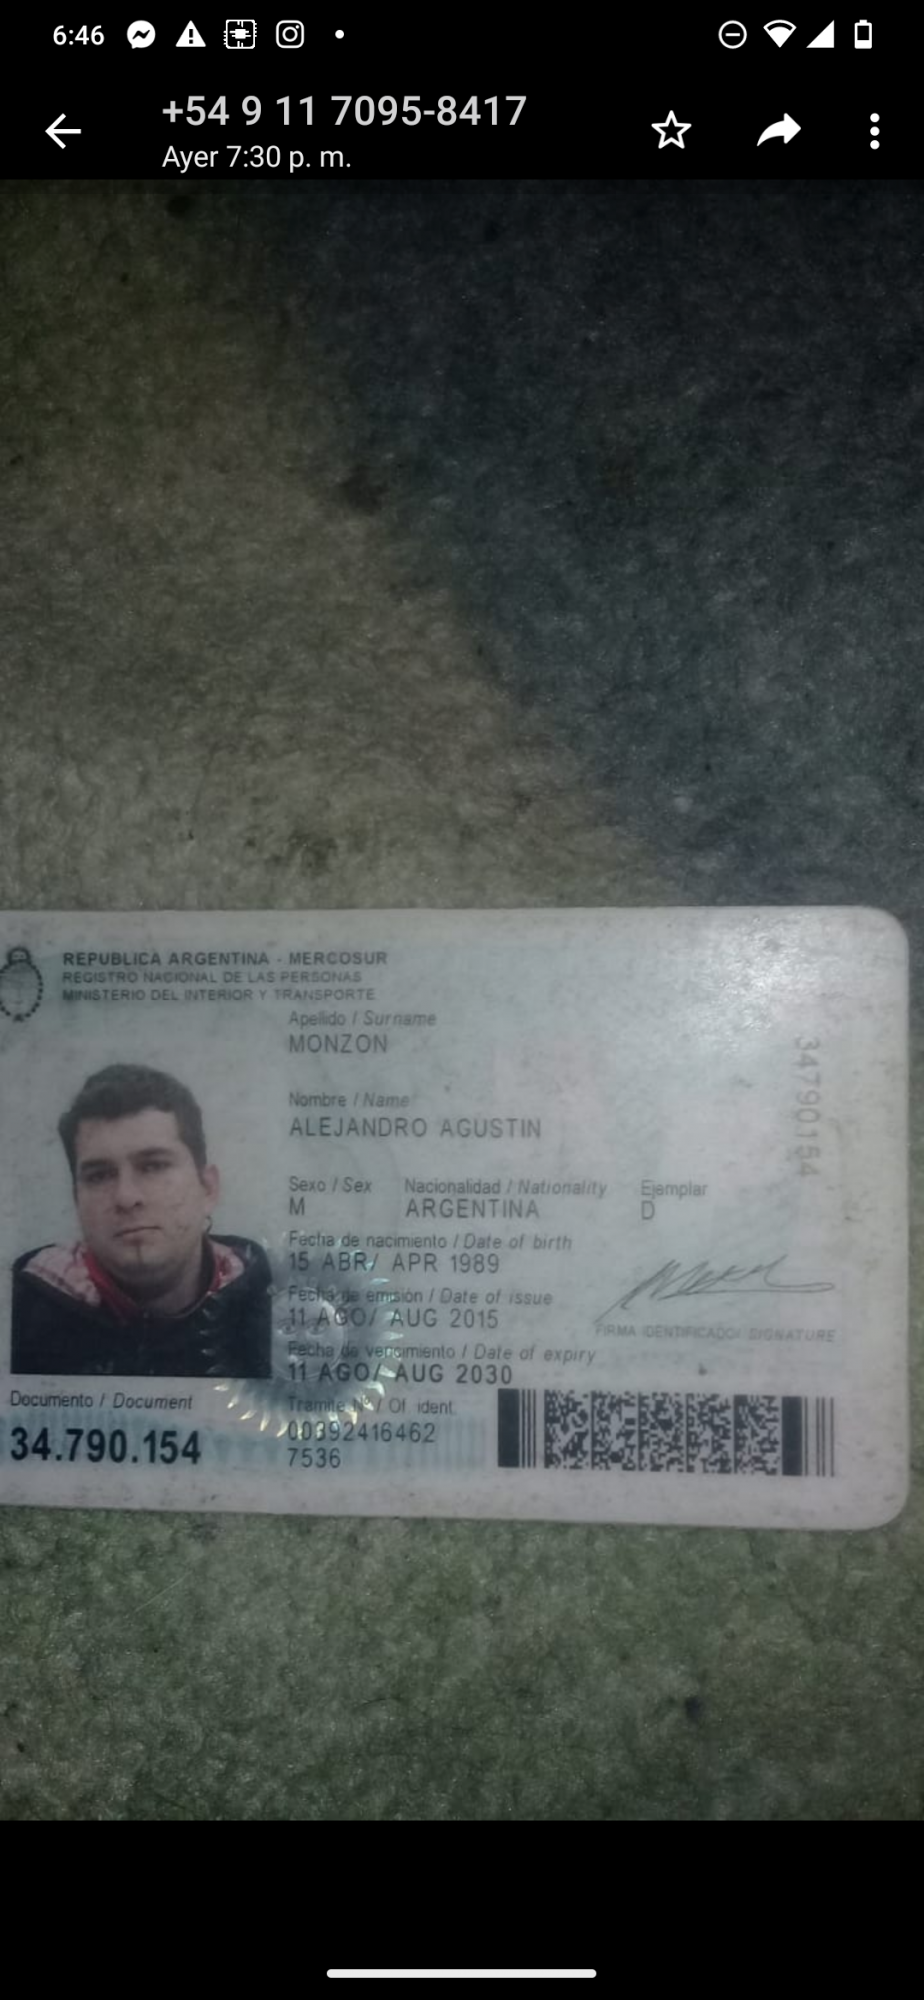 6:46
+54 9 11 7095-8417
Ayer 7:30 p. m.
REPUBLICA ARGENTINA - MERCOSUR
REGISTRO NACIONAL DE LAS PERSONAS
MINISTERIO DEL INTERIOR Y TRANSPORTE
Apellido / Surname
MONZON
Nombre / Name
ALEJANDRO AGUSTIN
Sexo / Sex Nacionalidad / Nationality Ejemplar
M ARGENTINA D
Fecha de nacimiento / Date of birth
15 ABR/ APR 1989
Fecha de emisión / Date of issue
11 AGO/ AUG 2015
FIRMA IDENTIFICADO/ SIGNATURE
Fecha de vencimiento / Date of expiry
11 AGO/ AUG 2030
Documento / Document
34.790.154
Tramite Nº / Of. ident.
00392416462
7536
34790154